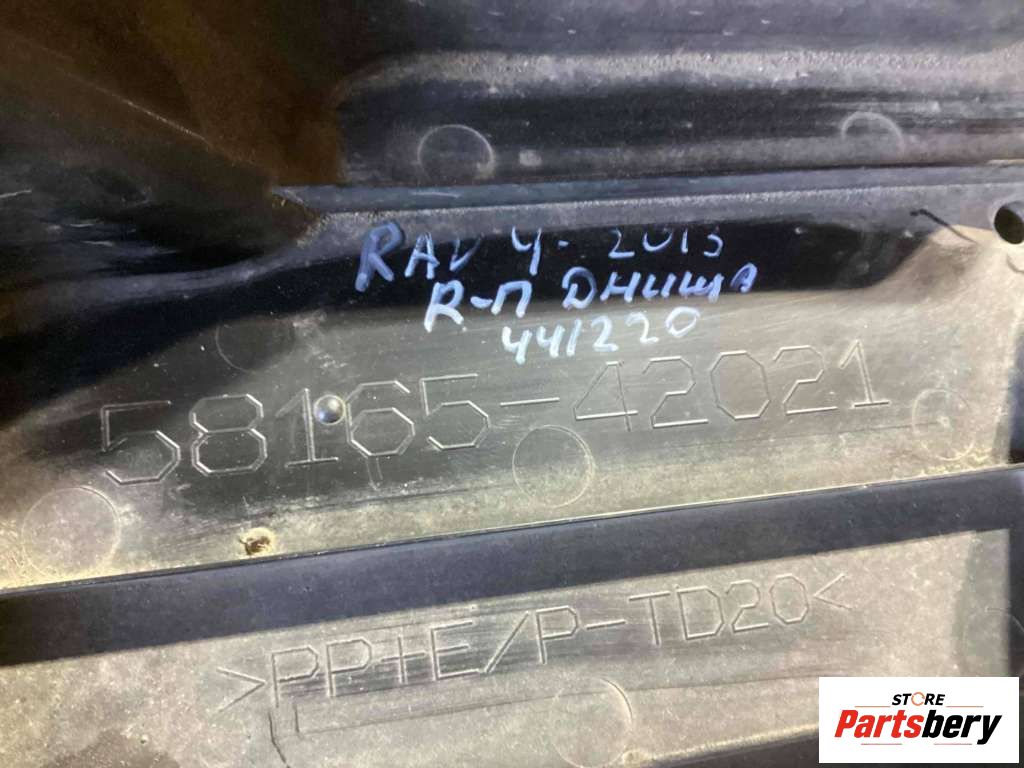 RAV 4-2013
R-П ДНИЩА
441220
58165-42021
>PP+E/P-TD20<
STORE
Partsbery